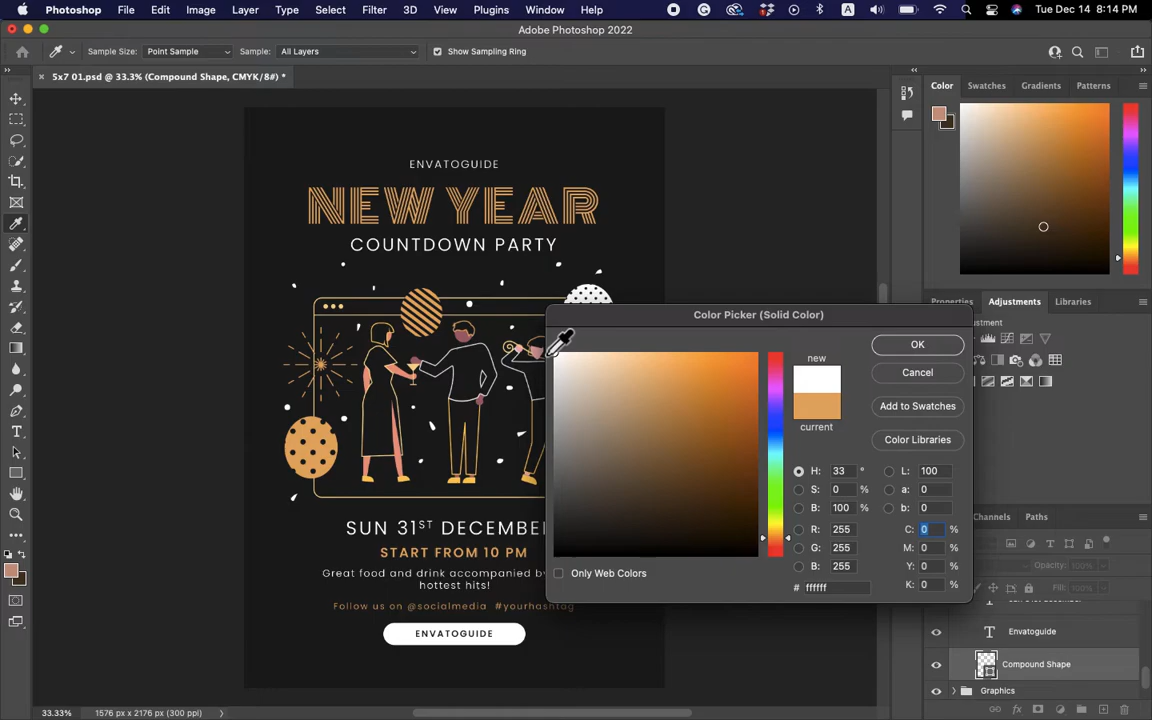 Photoshop File Edit Image Layer Type Select Filter 3D View Plugins Window Help A Tue Dec 14 8:14 PM
Adobe Photoshop 2022
Sample Size: Point Sample Sample: All Layers Show Sampling Ring
5x7 01.psd @ 33.3% (Compound Shape, CMYK/8#) *
Color Swatches Gradients Patterns
ENVATOGUIDE
NEW YEAR
COUNTDOWN PARTY
Properties Adjustments Libraries
Color Picker (Solid Color)
OK
new
Cancel
Add to Swatches
current
Color Libraries
H: 33 ° L: 100
S: 0 % a: 0
B: 100 % b: 0
R: 255 C: 0 %
G: 255 M: 0 %
B: 255 Y: 0 %
# ffffff K: 0 %
Only Web Colors
SUN 31ST DECEMBER
START FROM 10 PM
Great food and drink accompanied by
hottest hits!
Follow us on @socialmedia #yourhashtag
ENVATOGUIDE
Channels Paths
Opacity: 100%
Fill: 100%
Envatoguide
Compound Shape
Graphics
33.33% 1576 px x 2176 px (300 ppi)